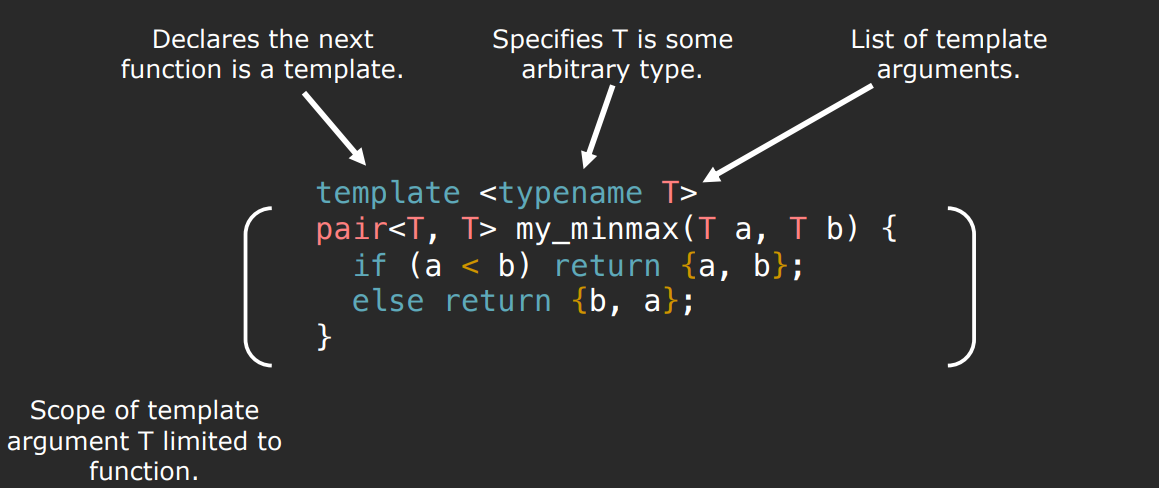 Declares the next
function is a template.
Specifies T is some
arbitrary type.
List of template
arguments.
template <typename T>
pair<T, T> my_minmax(T a, T b) {
  if (a < b) return {a, b};
  else return {b, a};
}
Scope of template
argument T limited to
function.